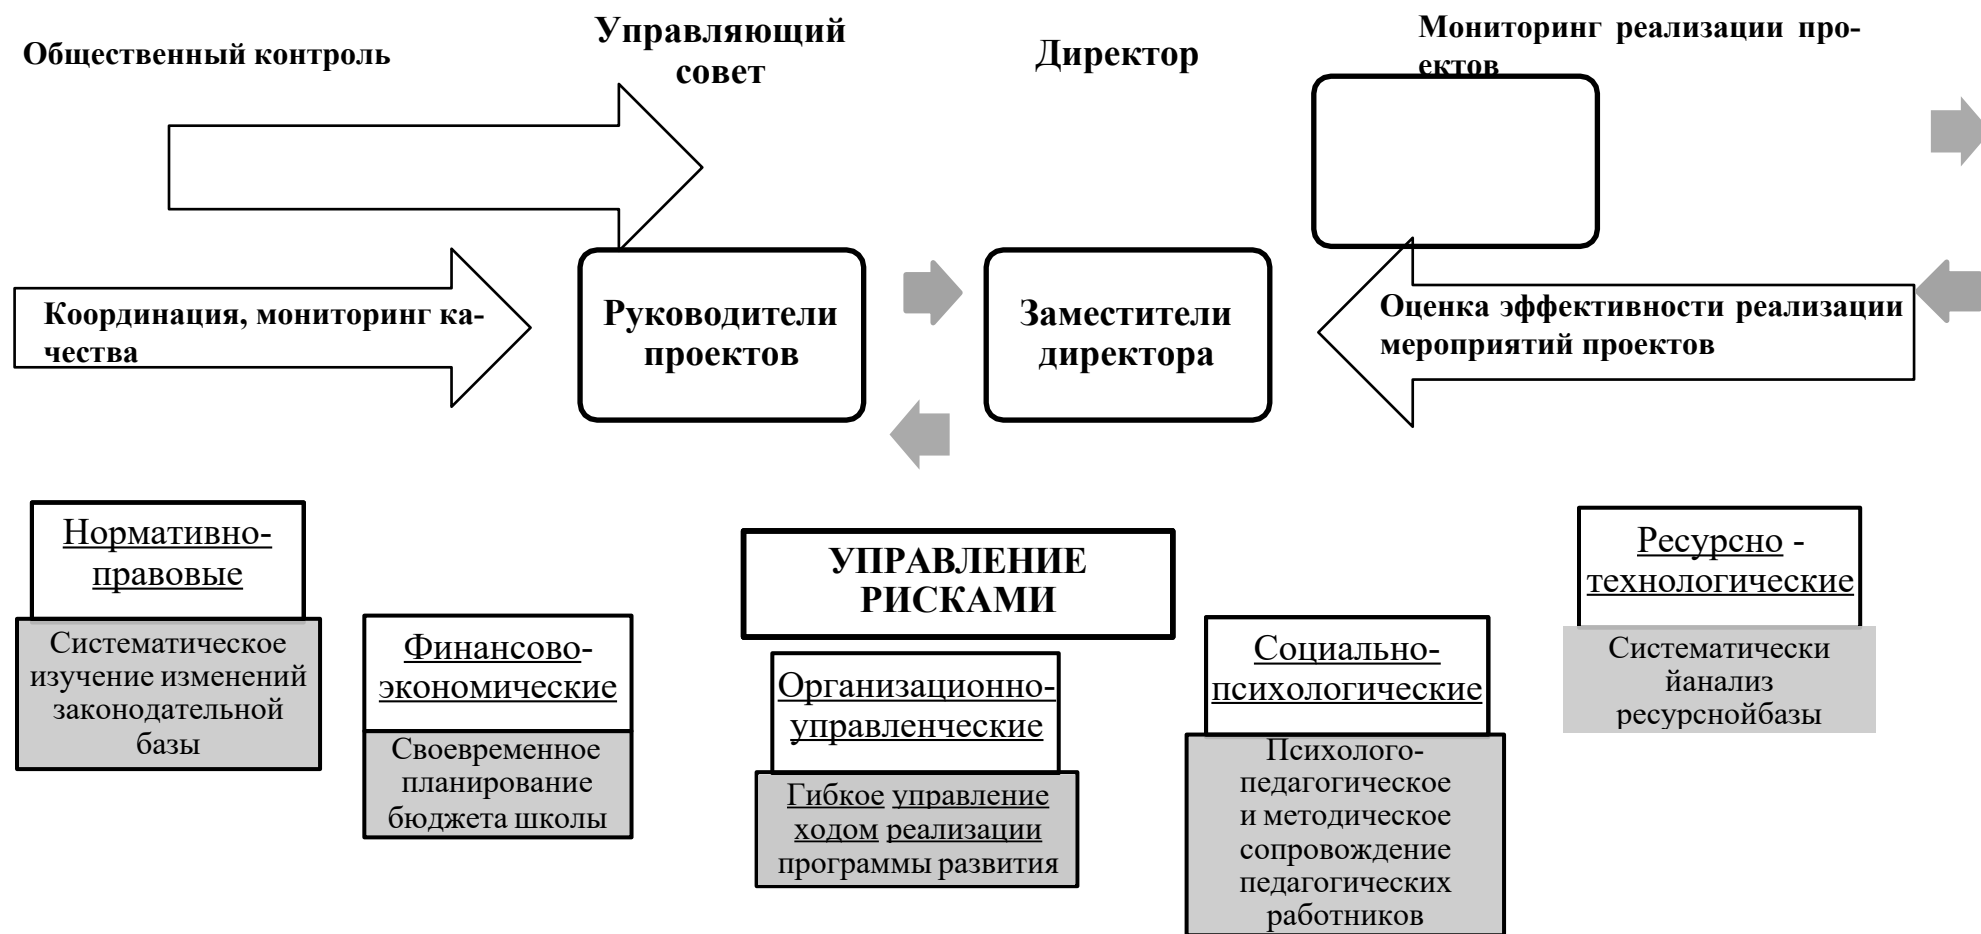 Общественный контроль
Управляющий
совет
Директор
Мониторинг реализации про-
ектов
Координация, мониторинг ка-
чества
Руководители
проектов
Заместители
директора
Оценка эффективности реализации
мероприятий проектов
Нормативно-
правовые
Систематическое
изучение изменений
законодательной
базы
Финансово-
экономические
Своевременное
планирование
бюджета школы
УПРАВЛЕНИЕ
РИСКАМИ
Организационно-
управленческие
Гибкое управление
ходом реализации
программы развития
Социально-
психологические
Психолого-
педагогическое
и методическое
сопровождение
педагогических
работников
Ресурсно -
технологические
Систематически
йанализ
ресурснойбазы